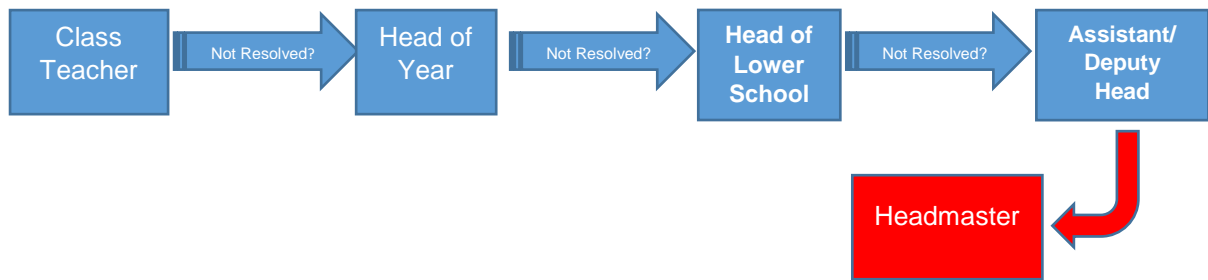 Class
Teacher
Not Resolved?
Head of
Year
Not Resolved?
Head of
Lower
School
Not Resolved?
Assistant/
Deputy
Head
Headmaster